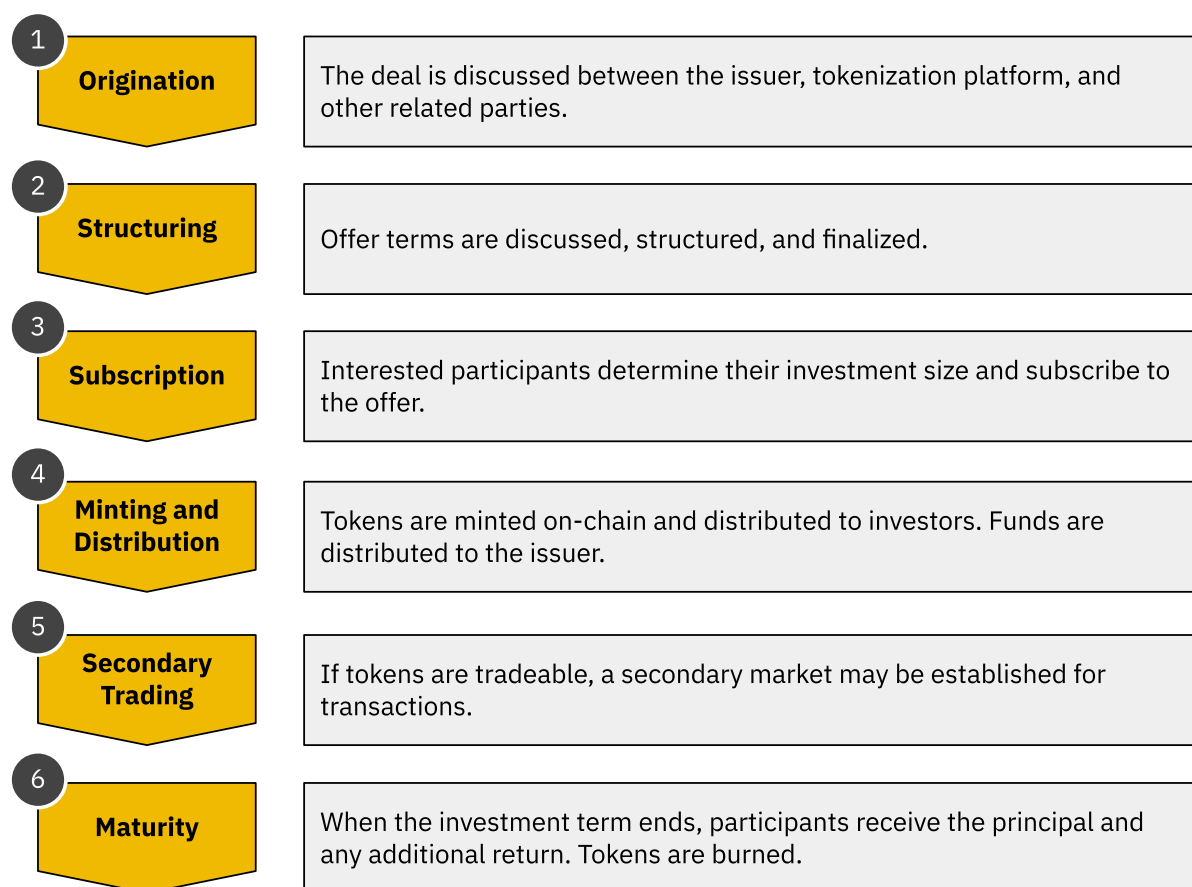 1
Origination
The deal is discussed between the issuer, tokenization platform, and
other related parties.
2
Structuring
Offer terms are discussed, structured, and finalized.
3
Subscription
Interested participants determine their investment size and subscribe to
the offer.
4
Minting and
Distribution
Tokens are minted on-chain and distributed to investors. Funds are
distributed to the issuer.
5
Secondary
Trading
If tokens are tradeable, a secondary market may be established for
transactions.
6
Maturity
When the investment term ends, participants receive the principal and
any additional return. Tokens are burned.